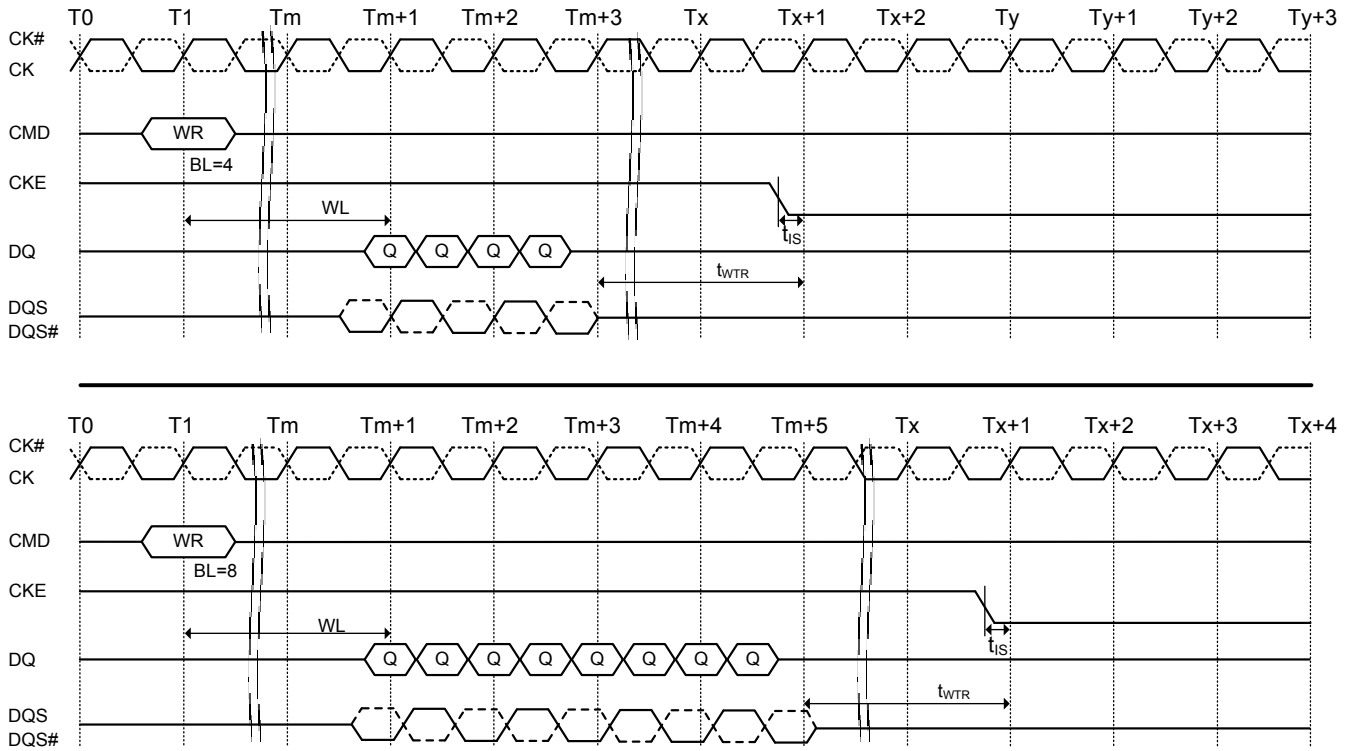 T0 T1 Tm Tm+1 Tm+2 Tm+3 Tx Tx+1 Tx+2 Ty Ty+1 Ty+2 Ty+3
CK#
CK
CMD WR
BL=4
CKE
WL
tIS
DQ Q Q Q Q
tWTR
DQS
DQS#
T0 T1 Tm Tm+1 Tm+2 Tm+3 Tm+4 Tm+5 Tx Tx+1 Tx+2 Tx+3 Tx+4
CK#
CK
CMD WR
BL=8
CKE
WL
tIS
DQ Q Q Q Q Q Q Q Q
tWTR
DQS
DQS#